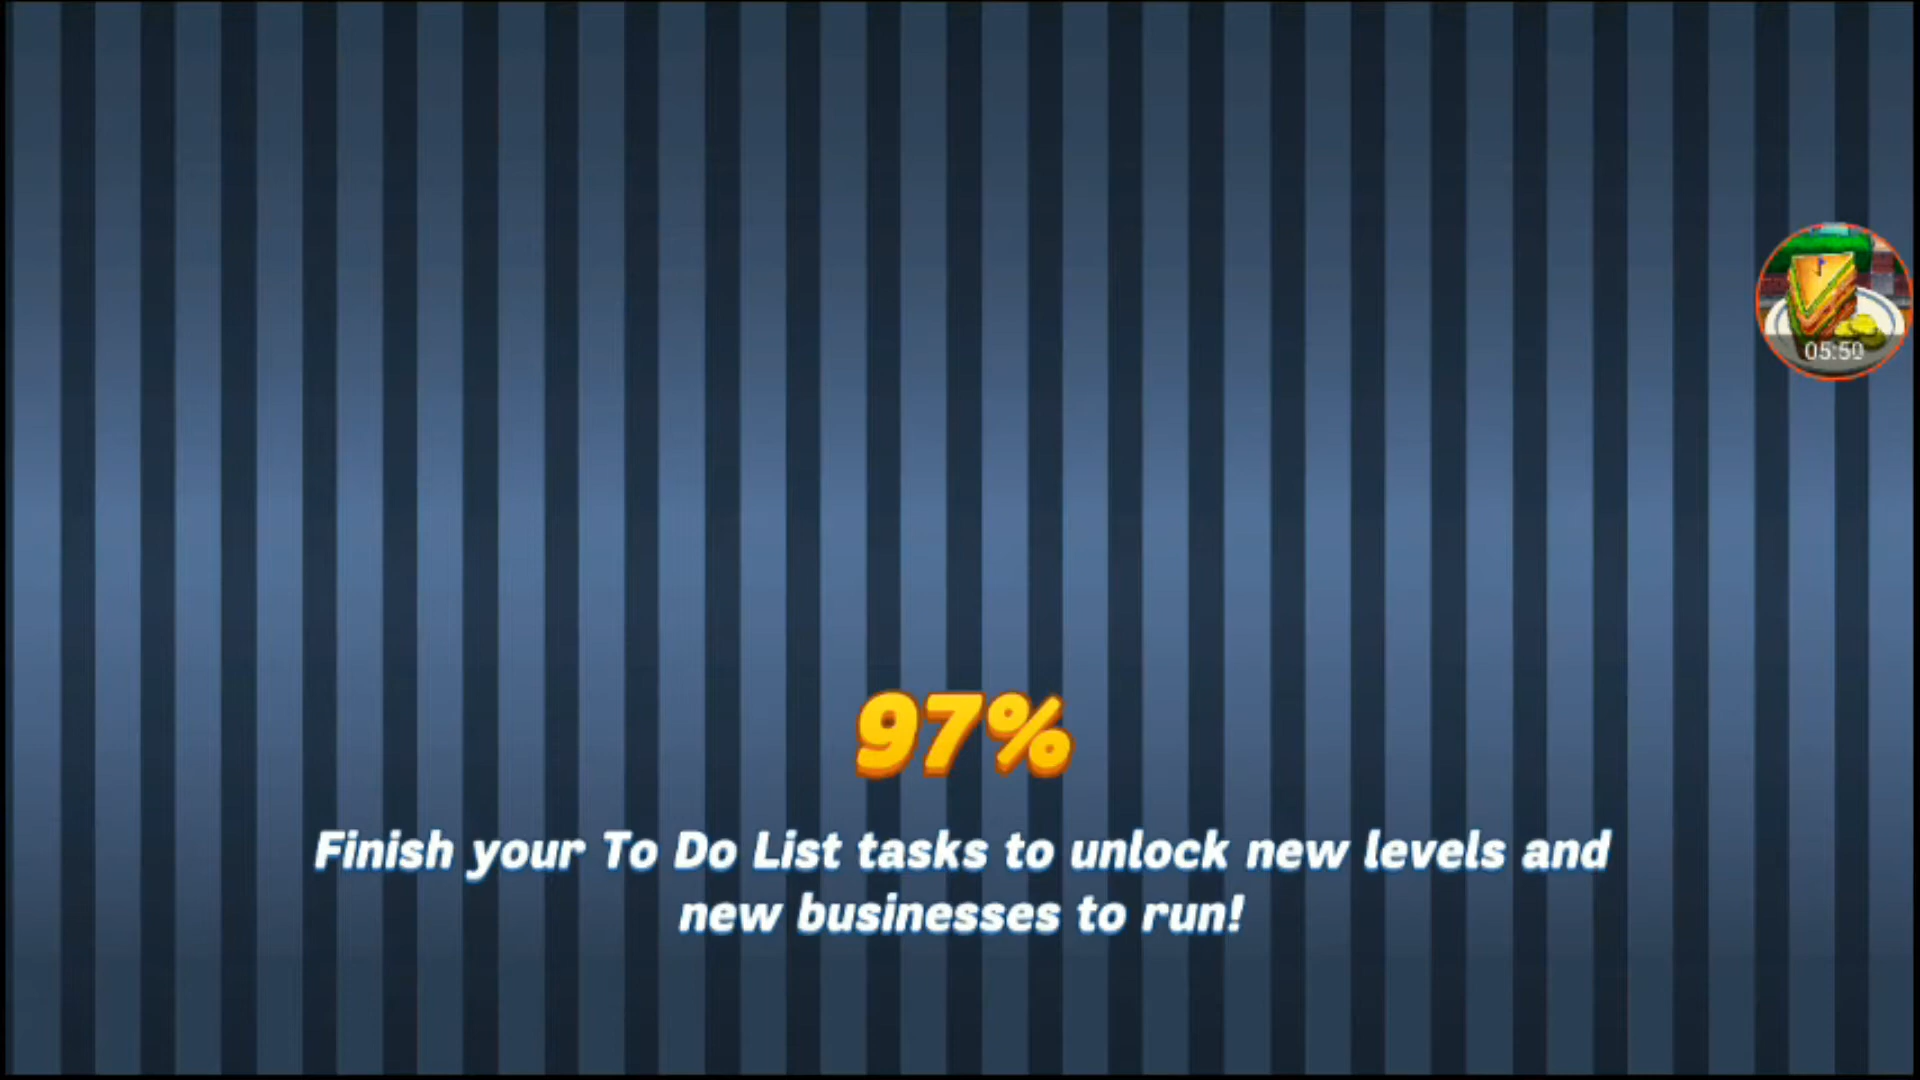 05:50
97%
Finish your To Do List tasks to unlock new levels and
new businesses to run!